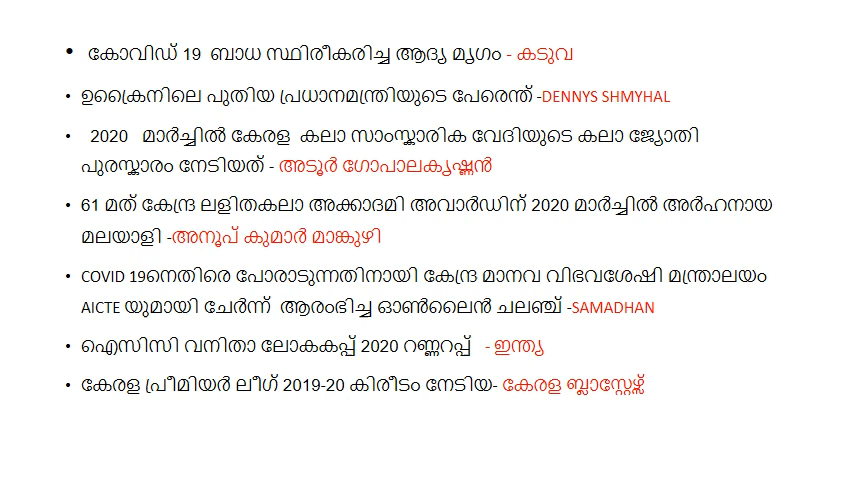 • കോവിഡ് 19 ബാധ സ്ഥിരീകരിച്ച ആദ്യ മൃഗം - കടുവ
• ഉക്രൈനിലെ പുതിയ പ്രധാനമന്ത്രിയുടെ പേരെന്ത് -DENNYS SHMYHAL
• 2020 മാർച്ചിൽ കേരള കലാ സാംസ്കാരിക വേദിയുടെ കലാ ജ്യോതി
പുരസ്കാരം നേടിയത് - അടൂർ ഗോപാലകൃഷ്ണൻ
• 61 മത് കേന്ദ്ര ലളിതകലാ അക്കാദമി അവാർഡിന് 2020 മാർച്ചിൽ അർഹനായ
മലയാളി -അനൂപ് കുമാർ മാങ്കുഴി
• COVID 19നെതിരെ പോരാടുന്നതിനായി കേന്ദ്ര മാനവ വിഭവശേഷി മന്ത്രാലയം
AICTE യുമായി ചേർന്ന് ആരംഭിച്ച ഓൺലൈൻ ചലഞ്ച് -SAMADHAN
• ഐസിസി വനിതാ ലോകകപ്പ് 2020 റണ്ണറപ്പ് - ഇന്ത്യ
• കേരള പ്രീമിയർ ലീഗ് 2019-20 കിരീടം നേടിയ- കേരള ബ്ലാസ്റ്റേഴ്സ്